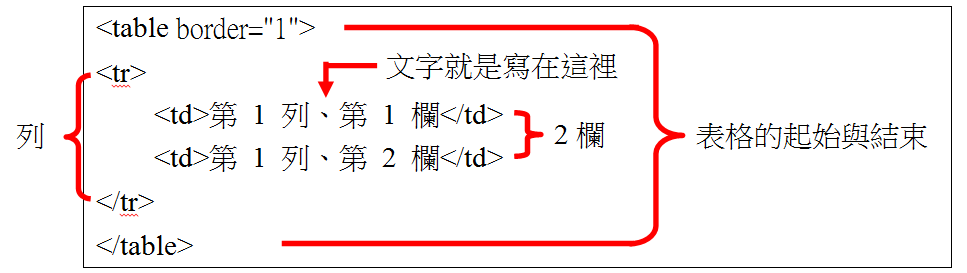 <table border="1">
<tr>
文字就是寫在這裡
<td>第 1 列、第 1 欄</td>
列
2 欄
表格的起始與結束
<td>第 1 列、第 2 欄</td>
</tr>
</table>